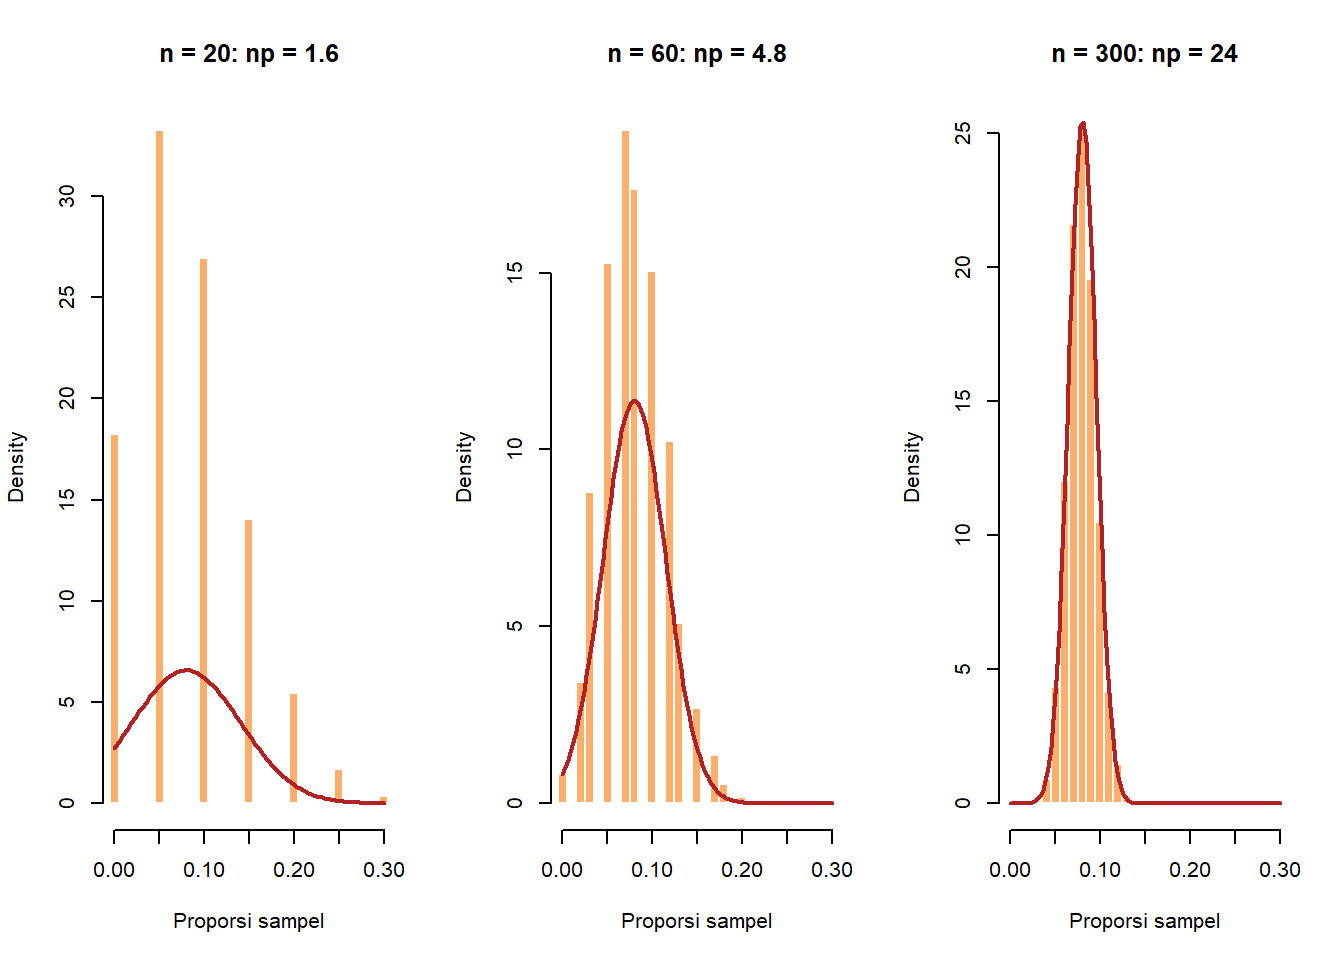 n = 20: np = 1.6
Density
0 5 10 15 20 25 30
0.00 0.10 0.20 0.30
Proporsi sampel
n = 60: np = 4.8
Density
0 5 10 15
0.00 0.10 0.20 0.30
Proporsi sampel
n = 300: np = 24
Density
0 5 10 15 20 25
0.00 0.10 0.20 0.30
Proporsi sampel